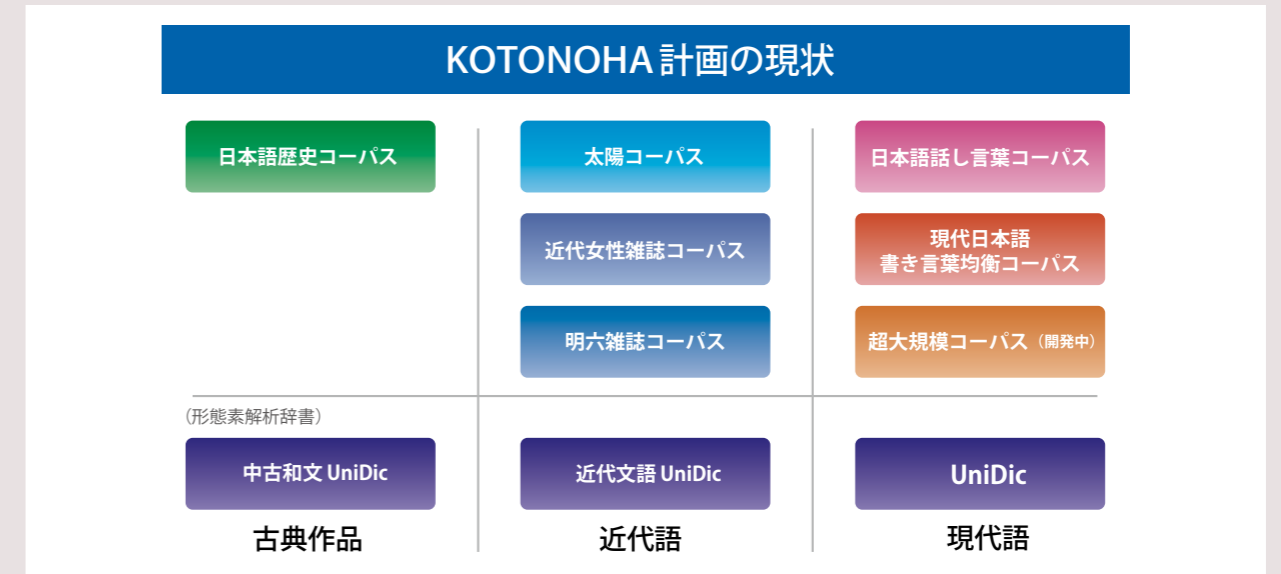 KOTONOHA計画の現状
日本語歴史コーパス
太陽コーパス
日本語話し言葉コーパス
近代女性雑誌コーパス
現代日本語
書き言葉均衡コーパス
明六雑誌コーパス
超大規模コーパス（開発中）
（形態素解析辞書）
中古和文 UniDic
近代文語 UniDic
UniDic
古典作品
近代語
現代語